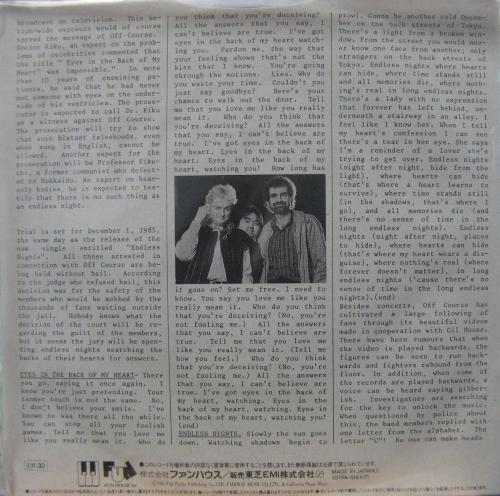 broadcast on television. This na-
tion-wide exposure would of course
spread the message of Off Course.
Doctor Kiko, an expert on the prob-
lems of celebrities commented that
the title " Eyes in the Back of My
Heart" was impossible." In more
than 10 years of examining pa-
tients, he said that he had never
met someone with eyes on the under-
side of his ventricles. The prose-
cutor is expected to call Dr. Kiko
as a witness against Off Course.
The prosecution will try to show
that such blatant falsehoods, even
when sung in English, cannot be
allowed. Another expert for the
prosecution will be Professor Kiku-
chi, a former communist who defect-
ed to Hokkaido. An expert on heav-
enly bodies, he is expected to tes-
tify that there is no such thing as
an endless night.
Trial is set for December 1, 1985,
the same day as the release of the
new single entitled "Endless
Nights". All those arrested in
connection with Off Course are be-
ing held without bail. According
to the judge who refused bail, this
decision was for the safety of the
members who would be mobbed by the
thousands of fans waiting outside
the jail. Nobody knows what the
decision of the court will be re-
garding the guilt of the members,
but it seems the jury will be spen-
ding endless nights searching the
backs of their hearts for answers.
EYES IN THE BACK OF MY HEART- There
you go, saying it once again. I
know you're just pretending. Your
tender touch is not the same. No,
I don't believe your smile. I've
known he was there all the while.
You can stop all your foolish
games, Tell me that you love me
like you really mean it. Who do
you think that you're deceiving?
All the answers that you say, I
can't believe are true. I've got
eyes in the back of my heart watch-
ing you. Pardon me, the way that
your feeling shows that's not the
kiss that I know. You're going
through the motions. Lies. Why do
you waste your time. Couldn't you
just say goodbye? Here's your
chance to walk out the door. Tell
me that you love me like you really
mean it. Who do you think that
you're deceiving? All the answers
that you say, I can't believe are
true. I've got eyes in the back of
my heart. Eyes in the back of my
heart. Eyes in the back of my
heart, watching you! How long has
it gone on? Set me free. I need to
know. You say you love me like you
really mean it. Who do you think
that you're deceiving? (No, you're
not fooling me.) All the answers
that you say, I can't believe are
true. Tell me that you love me
like you really mean it. (Tell me
how you feel.) Who do you think
that you're deceiving? (No, you're
not fooling me.) All the answers
that you say, I can't believe are
true. I've got eyes in the back of
my heart, watching. Eyes in the
back of my heart, watching. Eyes in
the back of my heart, watching you!
(end)
ENDLESS NIGHTS. Slowly the sun goes
down. Watching shadows begin to
prowl. Gonna be another cold Decem-
ber on the back streets of Tokyo.
There's a light from a broken win-
dow. From the street you would nev-
er know one face from another, only
strangers on the back streets of
Tokyo. Endless nights where hearts
can hide, where time stands still
and all memories die, where noth-
ing's real in long endless nights.
There's a lady with no expression
that forever has left behind, un-
derneath a stairway in an alley. I
feel like I know her. When I tell
my heart's confession I can see
there's a tear in her eye. She says
I'm a reminder of a lover she's
trying to get over. Endless nights
(night after night, hide from the
light), where hearts can hide
(that's where a heart learns to
survive), where time stands still
(in the shadows, that's where I
go), and all memories die (and
there's no sense of time in the
long endless nights). Endless
nights (night after night, places
to hide), where hearts can hide
(that's where my heart wears a dis-
guise), where nothing's real (where
forever doesn't matter), in long
endless nights ('cause there's no
sense of time in the long endless
nights).(end)
Besides concerts, Off Course has
cultivated a large following of
fans through its beautiful videos
made in cooperation with Gil House.
There have been rumours that when
the video is played backwards, the
figures can be seen to run back-
wards and fighters rebound from the
floor. In addition, when some of
the records are played backwards, a
voice can be heard saying gibber-
ish. Investigators are searching
for the key to unlock the music.
When questioned by police about
this, the band members replied with
one letter from the alphabet. The
letter "C"! No one can make heads
FUN HOUSE
株式会社ファンハウス/販売東芝EMI株式会社
MADE IN JAPAN